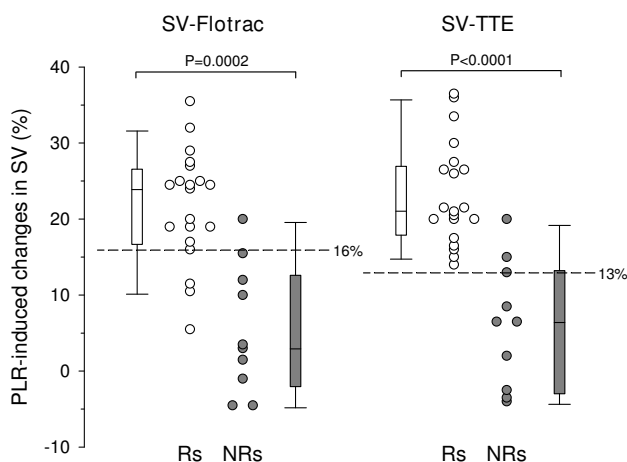 SV-Flotrac SV-TTE
P=0.0002 P<0.0001
PLR-induced changes in SV (%)
40
30
20
10
0
-10
16%
13%
Rs NRs Rs NRs